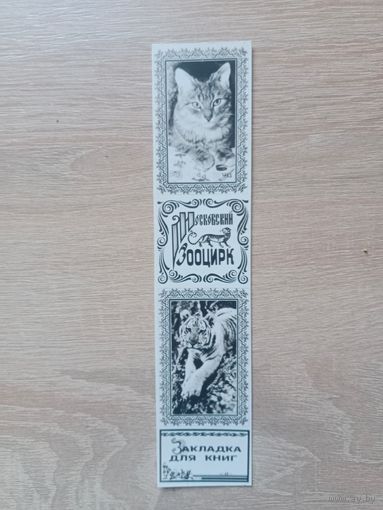 Московский
Зооцирк
Закладка
для книг